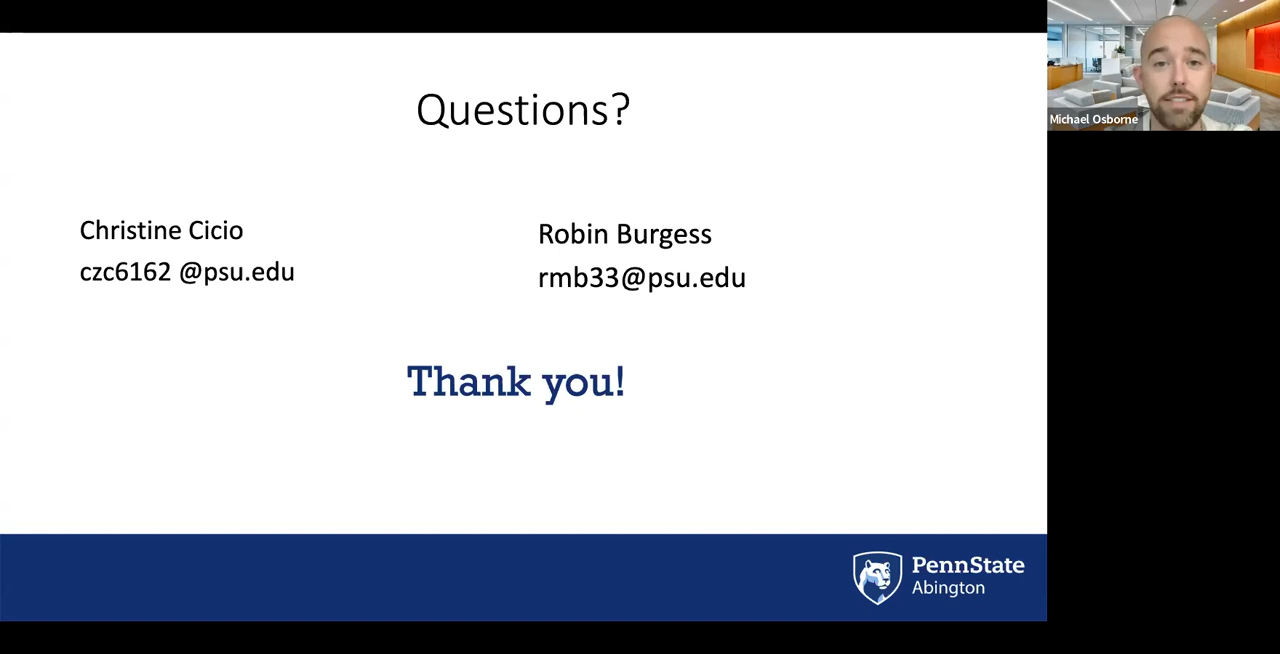 Questions?
Christine Cicio
czc6162 @psu.edu
Robin Burgess
rmb33@psu.edu
Thank you!
PennState
Abington
Michael Osborne